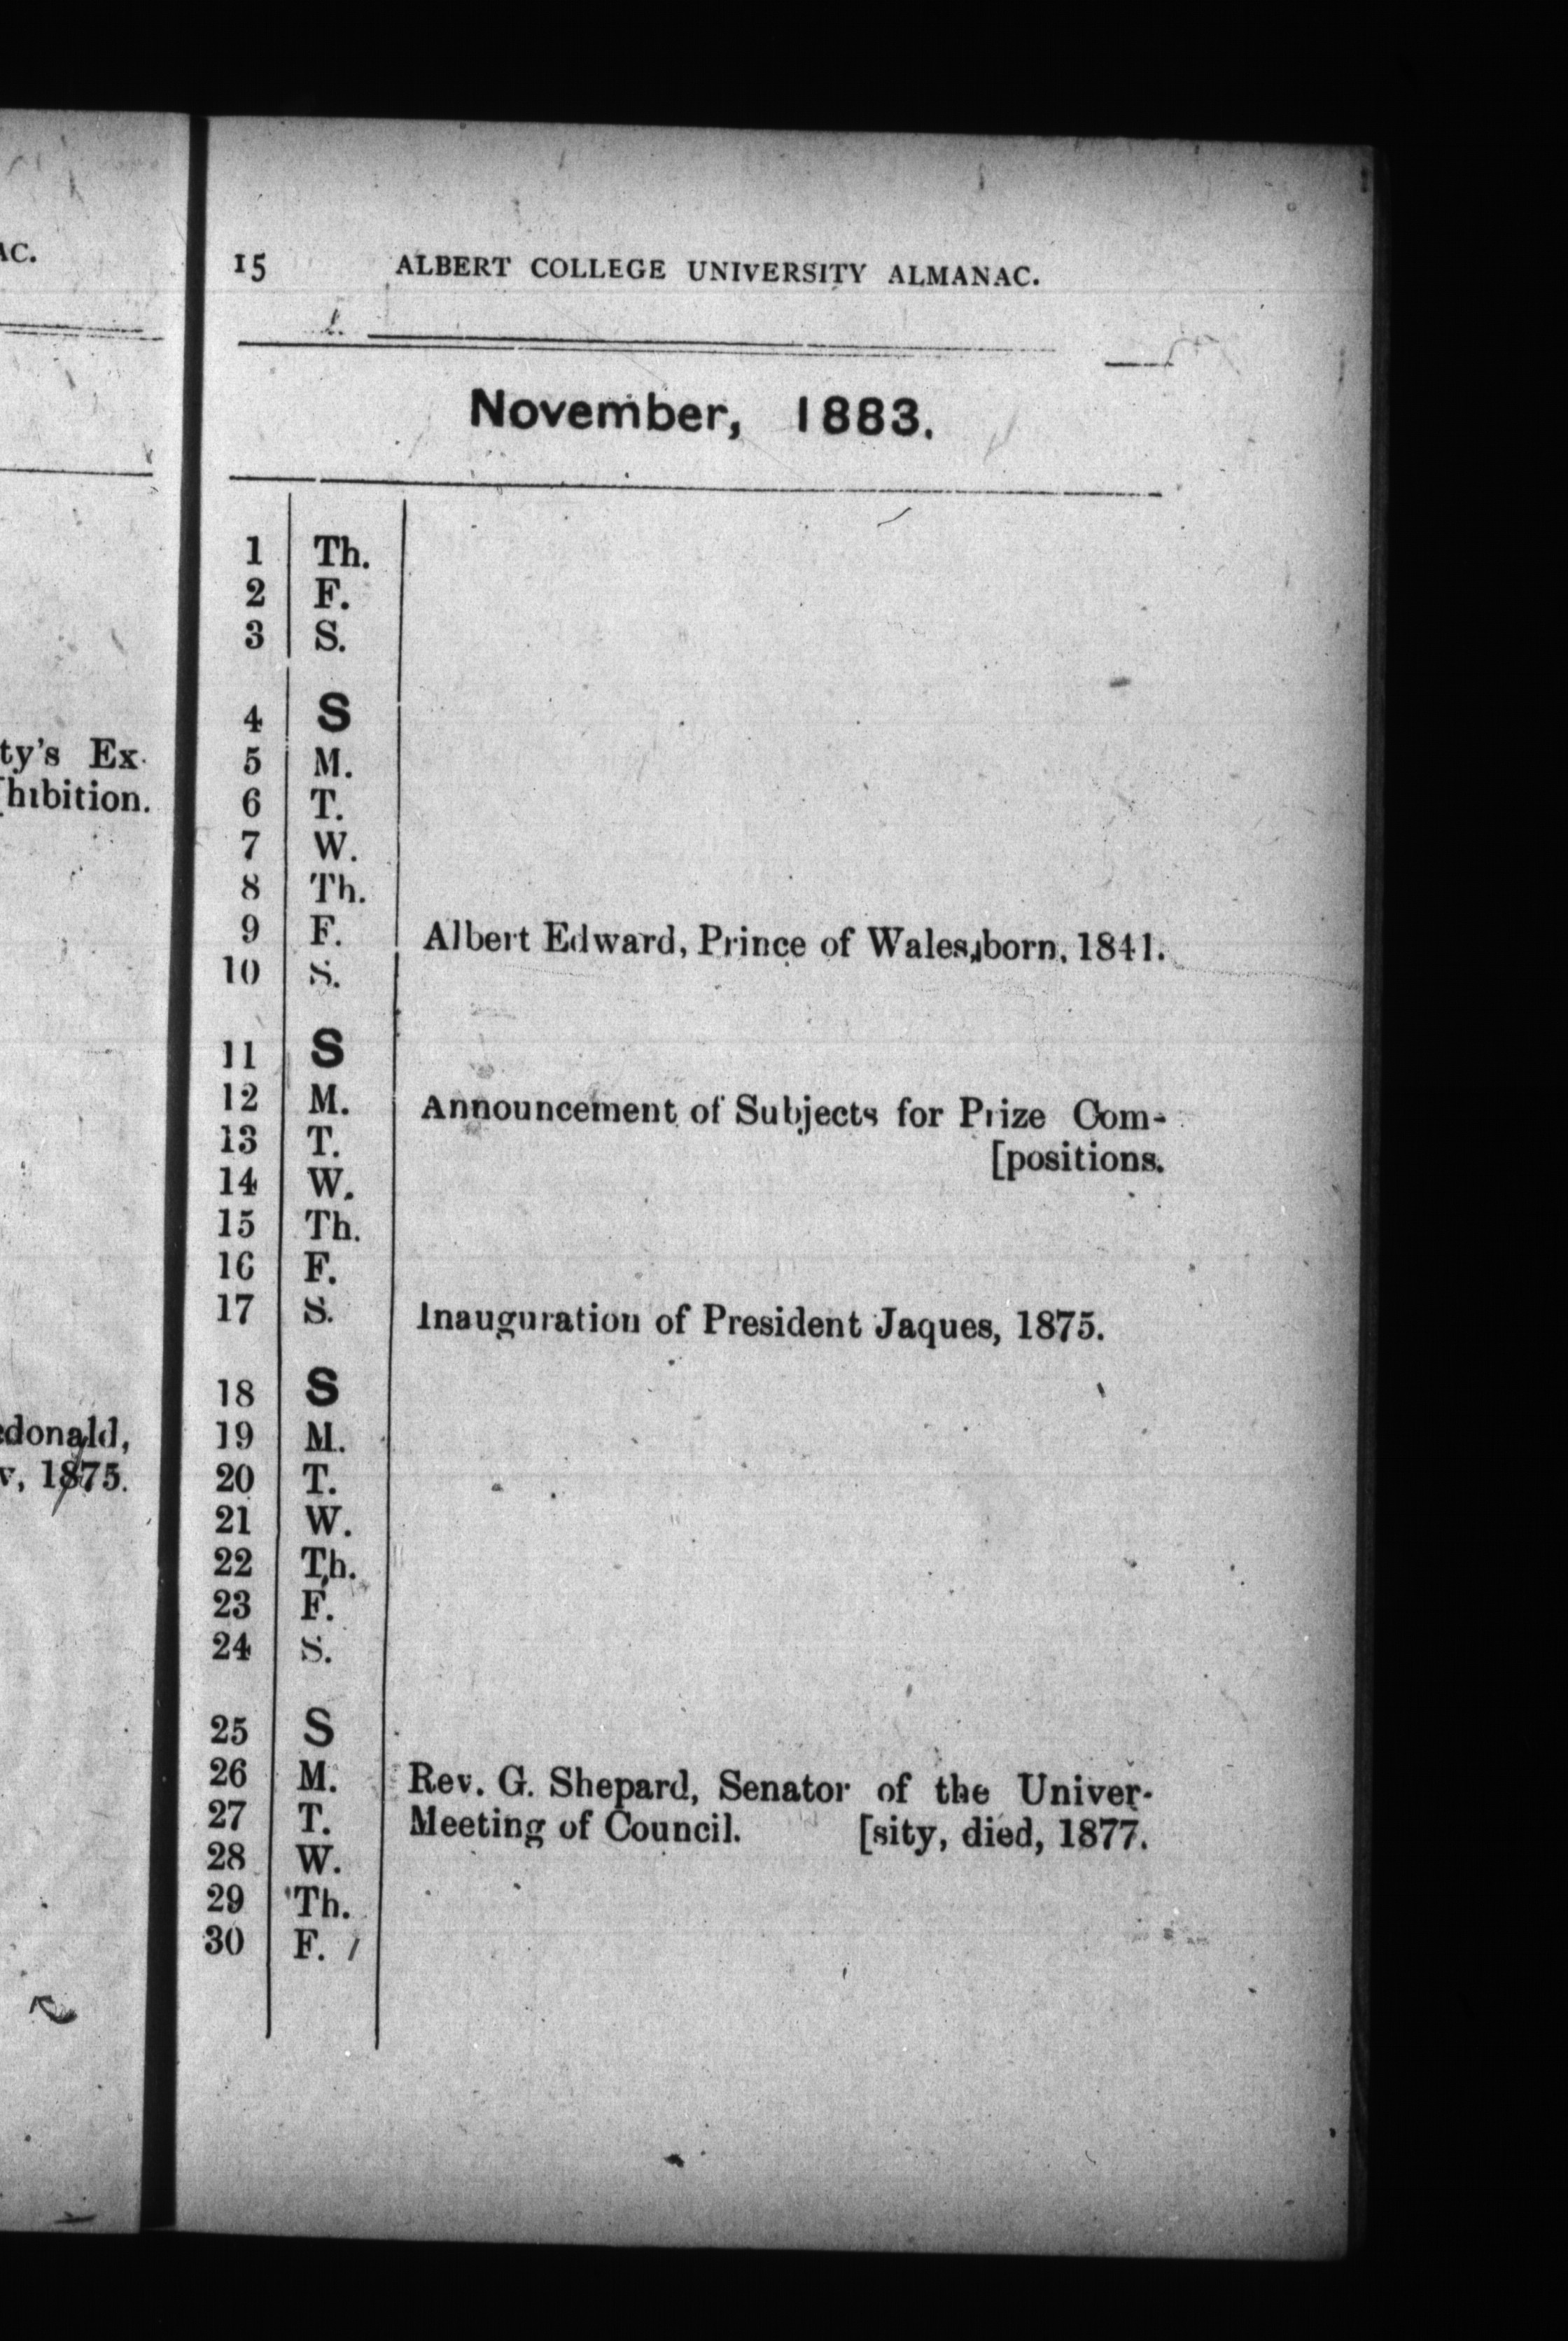 AC.
ty's Ex-
[hibition.
edonald,
v, 1875.
15 ALBERT COLLEGE UNIVERSITY ALMANAC.
November, 1883.
1 Th.
2 F.
3 S.
4 S
5 M.
6 T.
7 W.
8 Th.
9 F. Albert Edward, Prince of Wales, born, 1841.
10 S.
11 S
12 M. Announcement of Subjects for Prize Com-
13 T. [positions.
14 W.
15 Th.
16 F.
17 S. Inauguration of President Jaques, 1875.
18 S
19 M.
20 T.
21 W.
22 Th.
23 F.
24 S.
25 S
26 M. Rev. G. Shepard, Senator of the Univer-
27 T. Meeting of Council. [sity, died, 1877.
28 W.
29 Th.
30 F.